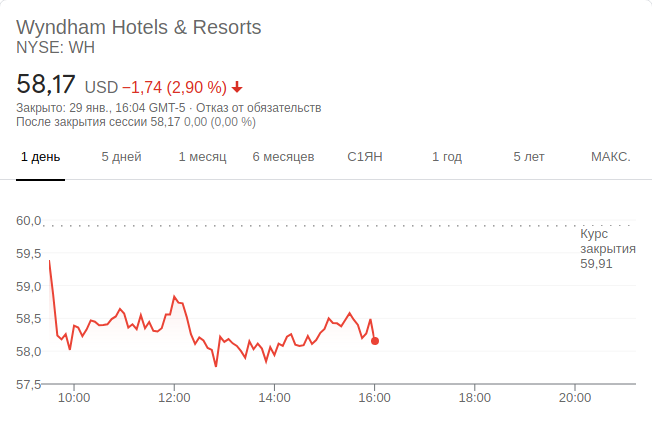 Wyndham Hotels & Resorts
NYSE: WH
58,17 USD −1,74 (2,90 %)
Закрыто: 29 янв., 16:04 GMT-5 · Отказ от обязательств
После закрытия сессии 58,17 0,00 (0,00 %)
1 день 5 дней 1 месяц 6 месяцев С1ЯН 1 год 5 лет МАКС.
60,0
Курс
закрытия
59,91
59,5
59,0
58,5
58,0
57,5
10:00 12:00 14:00 16:00 18:00 20:00